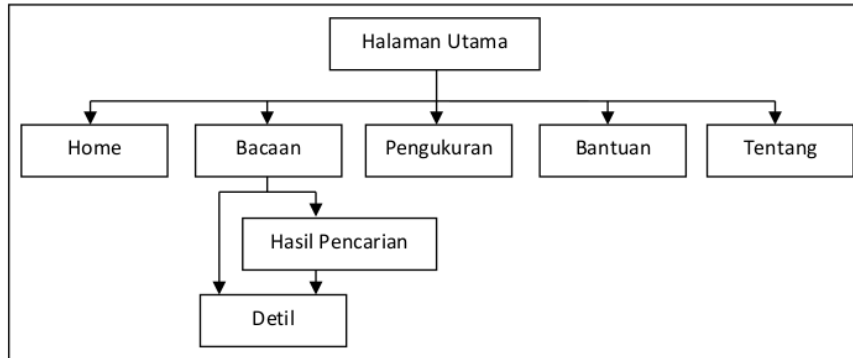 Halaman Utama
Home
Bacaan
Pengukuran
Bantuan
Tentang
Hasil Pencarian
Detil